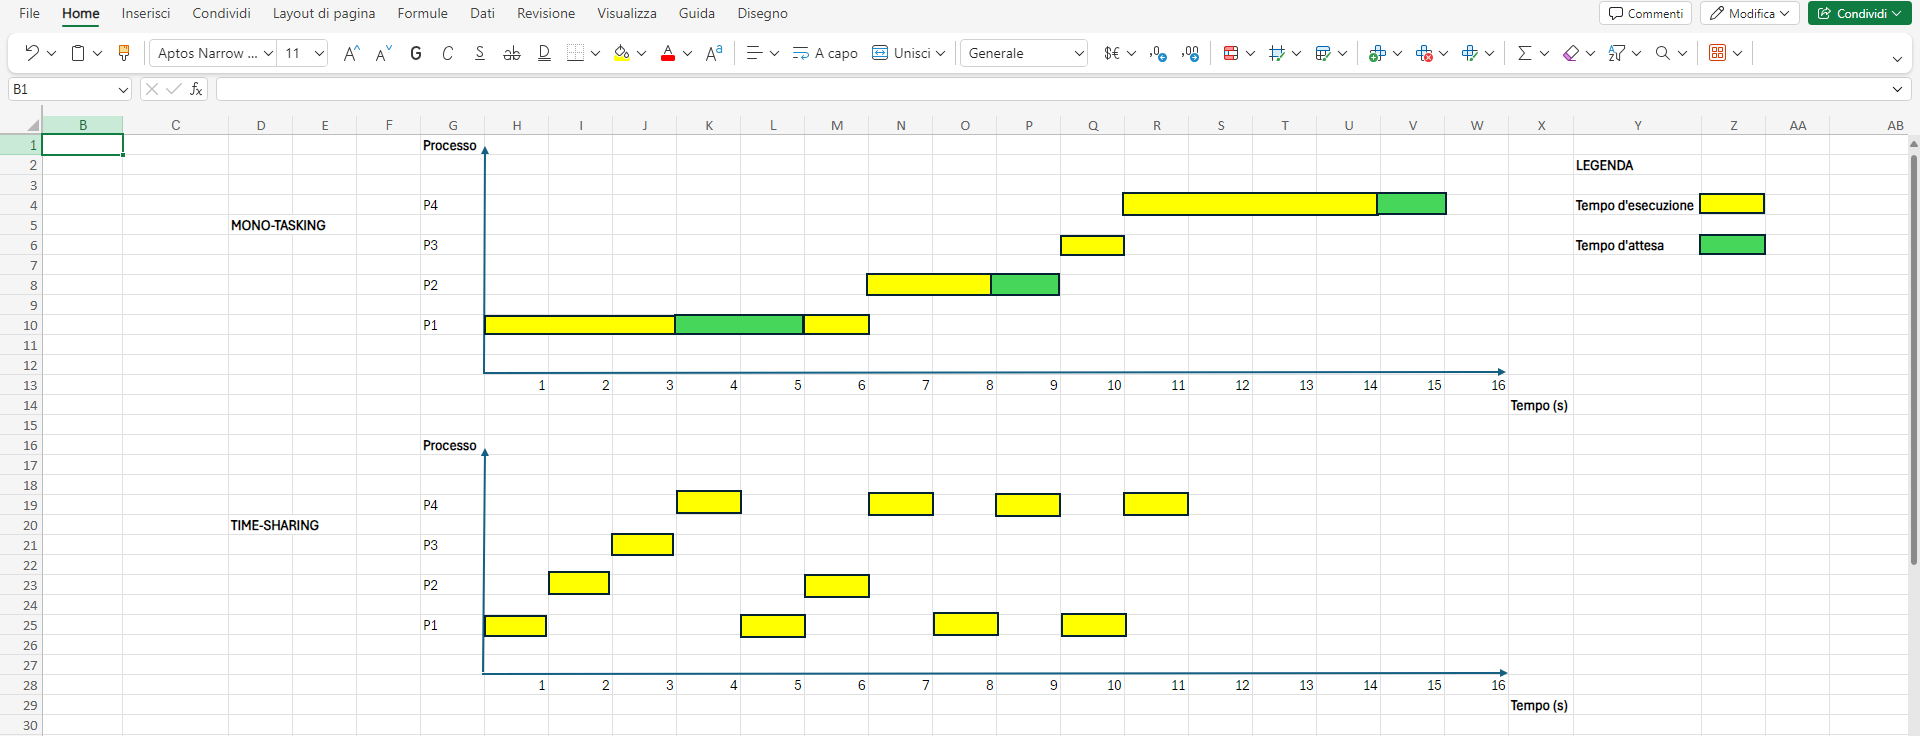 File Home Inserisci Condividi Layout di pagina Formule Dati Revisione Visualizza Guida Disegno Commenti Modifica Condividi
Aptos Narrow ... 11 A^ A˅ G C S ab D A Aª A capo Unisci Generale $€
B1 fx
B C D E F G H I J K L M N O P Q R S T U V W X Y Z AA AB
1 Processo
2 LEGENDA
3
4 P4 Tempo d'esecuzione
5 MONO-TASKING
6 P3 Tempo d'attesa
7
8 P2
9
10 P1
11
12
13 1 2 3 4 5 6 7 8 9 10 11 12 13 14 15 16
14 Tempo (s)
15
16 Processo
17
18
19 P4
20 TIME-SHARING
21 P3
22
23 P2
24
25 P1
26
27
28 1 2 3 4 5 6 7 8 9 10 11 12 13 14 15 16
29 Tempo (s)
30